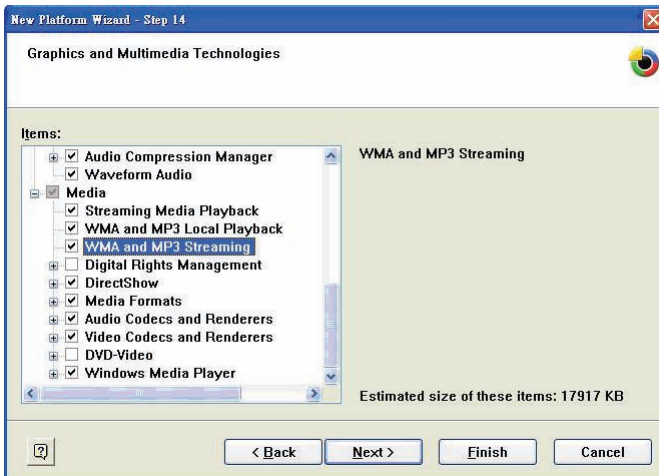 New Platform Wizard - Step 14
Graphics and Multimedia Technologies
Items:
Audio Compression Manager
Waveform Audio
Media
Streaming Media Playback
WMA and MP3 Local Playback
WMA and MP3 Streaming
Digital Rights Management
DirectShow
Media Formats
Audio Codecs and Renderers
Video Codecs and Renderers
DVD-Video
Windows Media Player
WMA and MP3 Streaming
Estimated size of these items: 17917 KB
< Back
Next >
Finish
Cancel